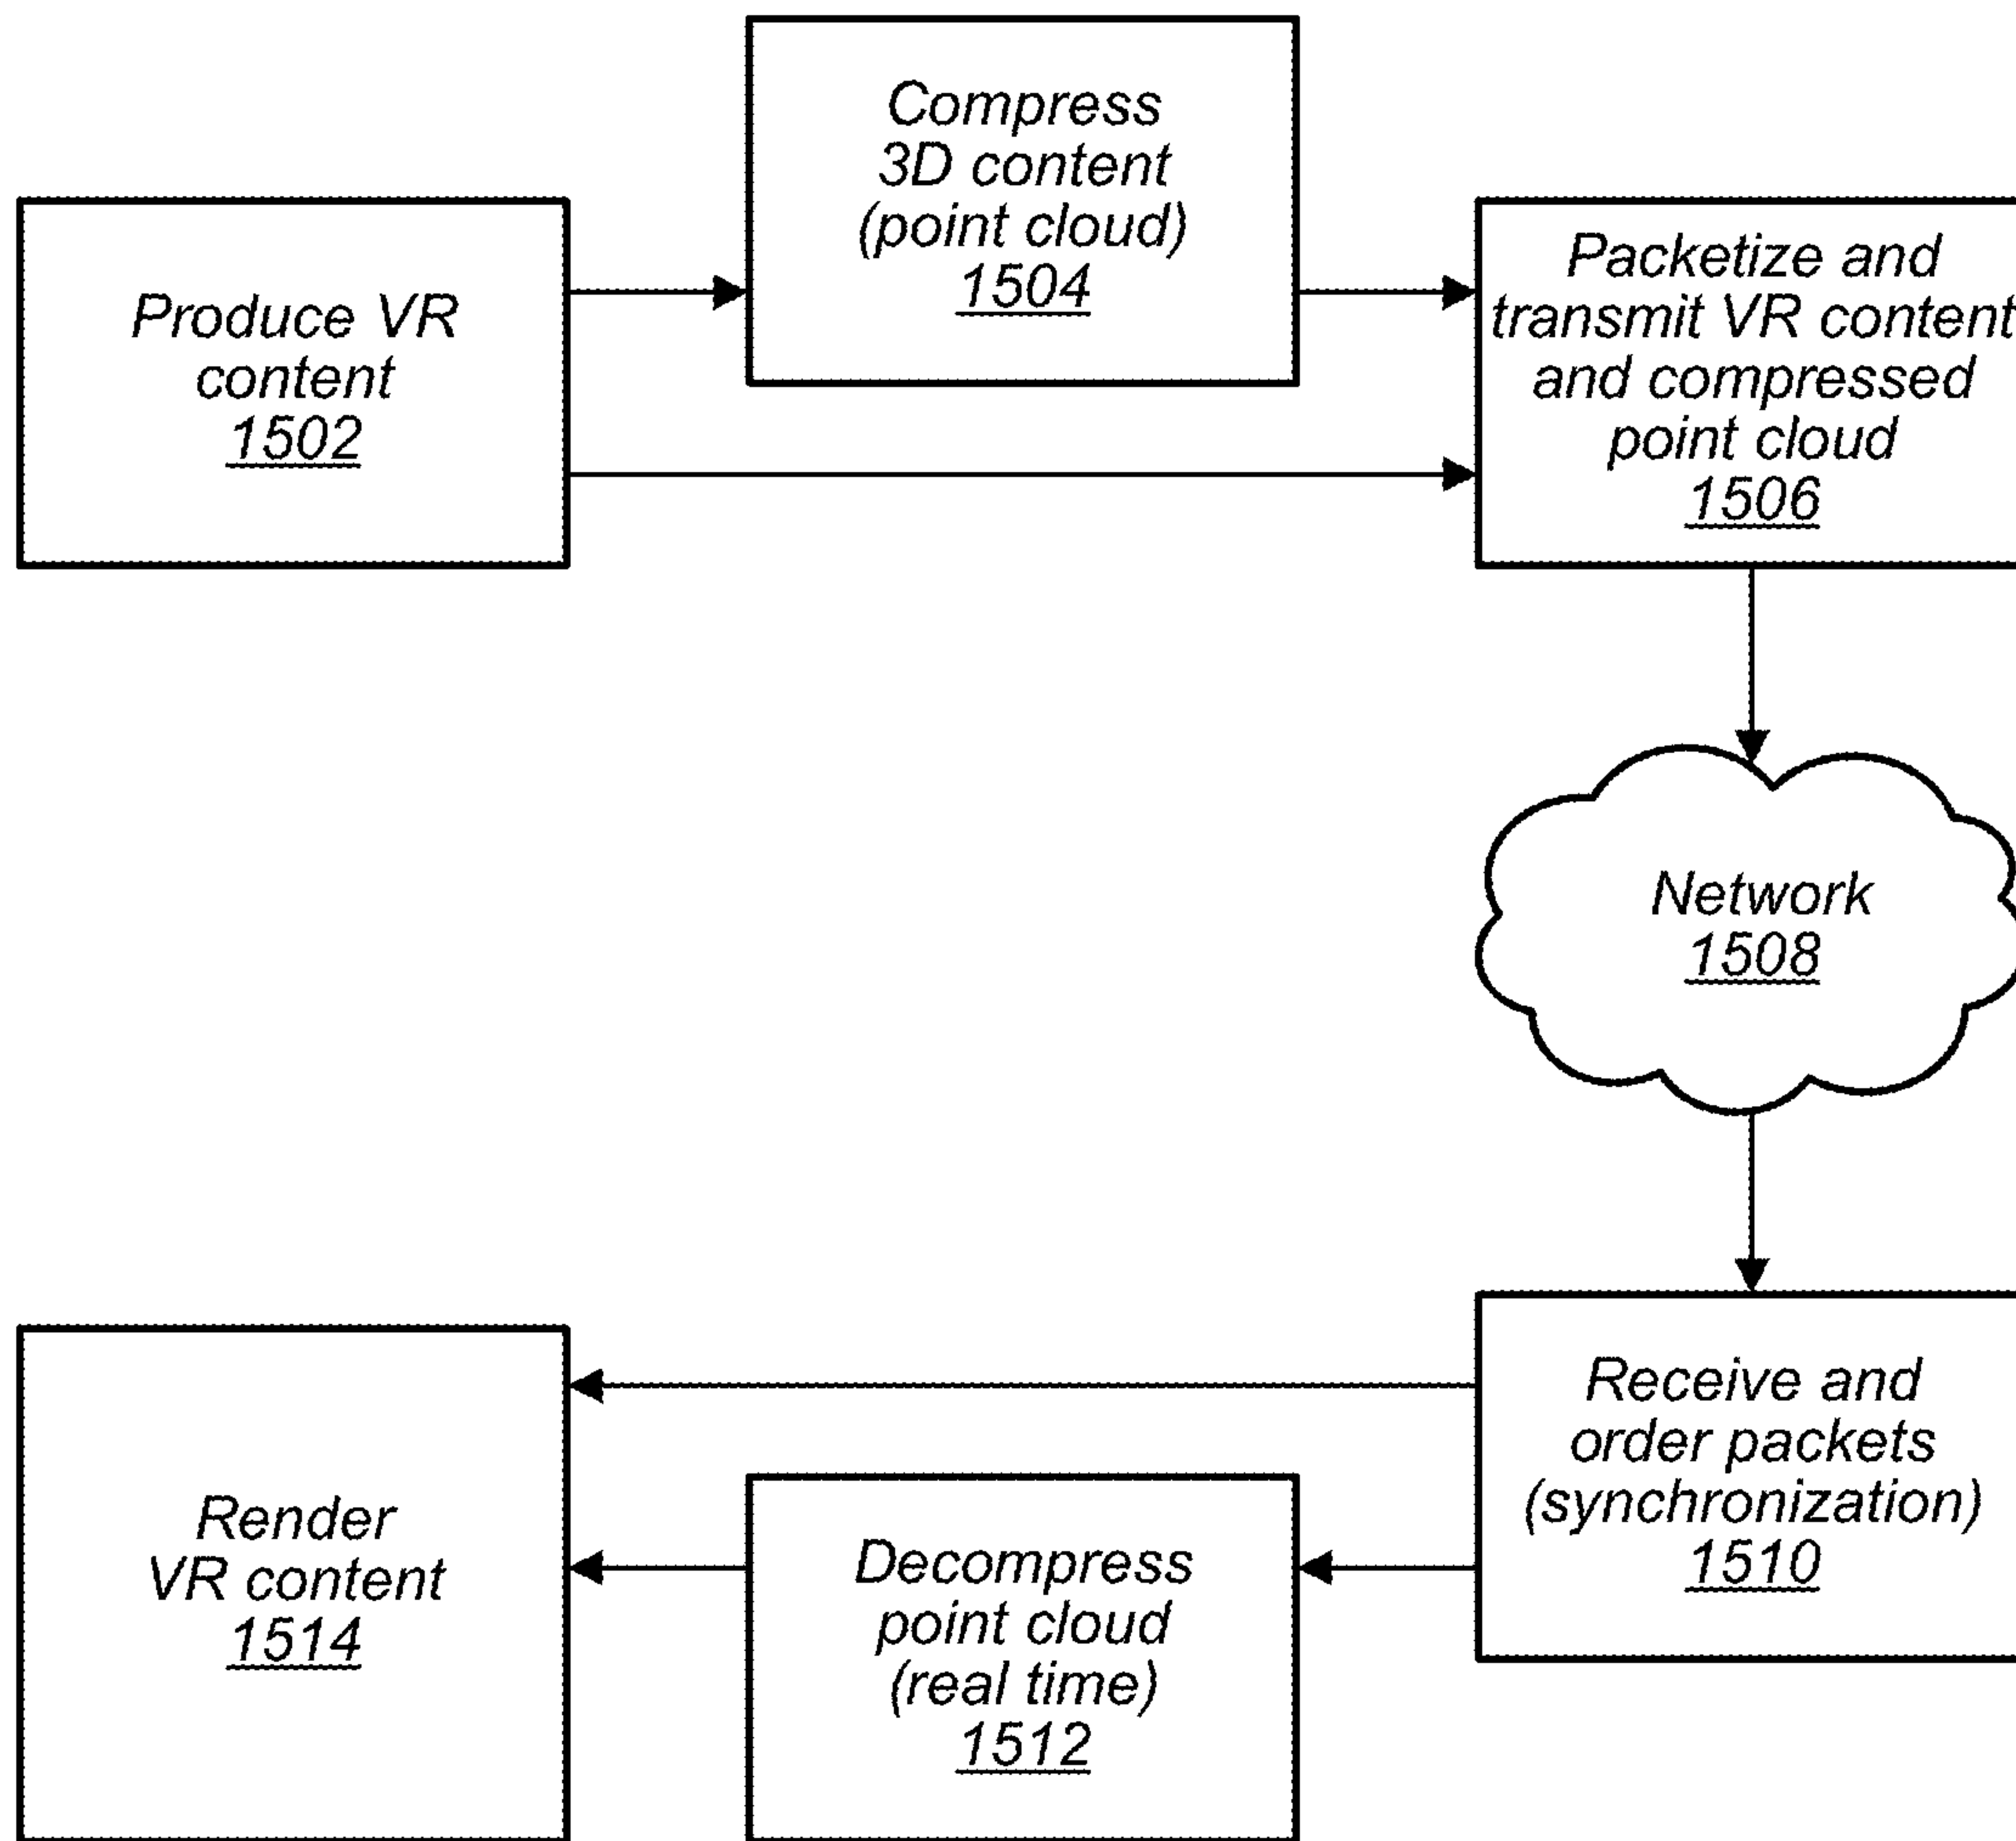 Compress
3D content
(point cloud)
1504
Produce VR
content
1502
Packetize and
transmit VR content
and compressed
point cloud
1506
Network
1508
Receive and
order packets
(synchronization)
1510
Decompress
point cloud
(real time)
1512
Render
VR content
1514